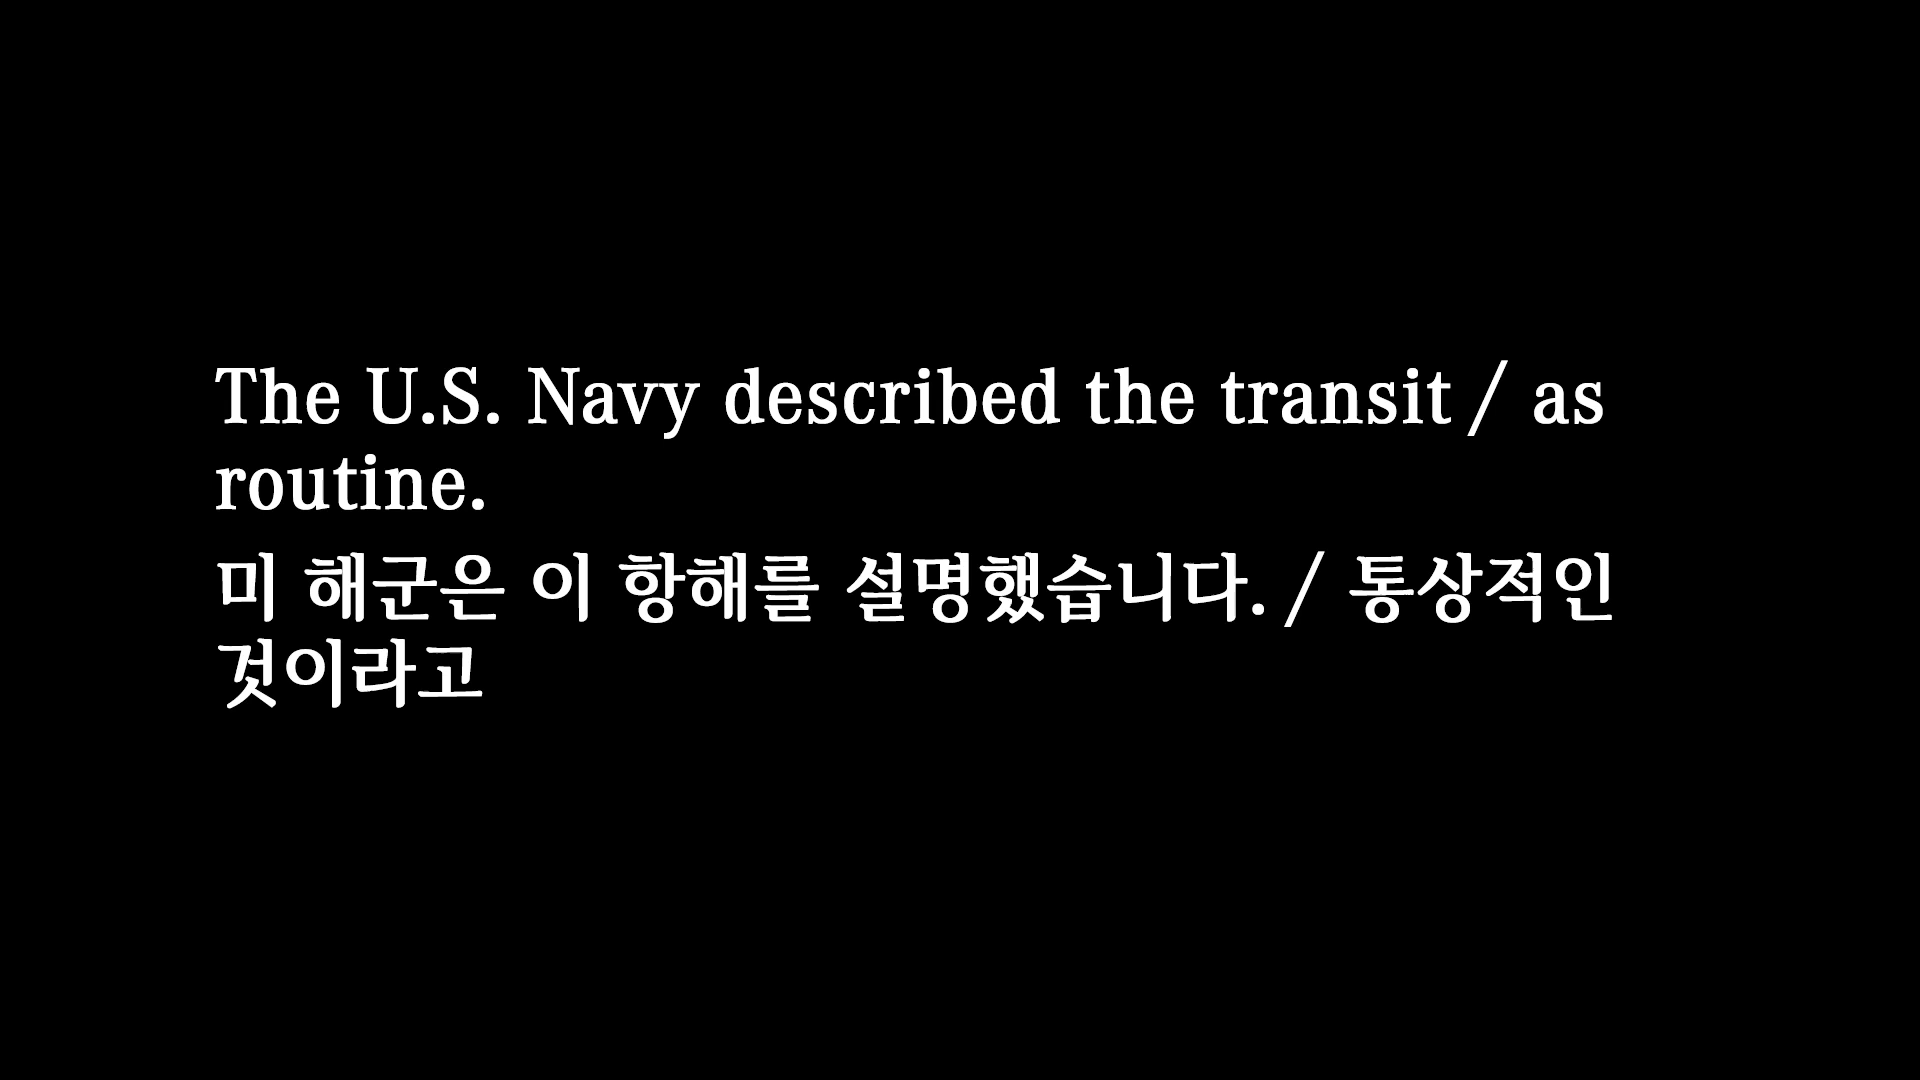 The U.S. Navy described the transit / as
routine.
미 해군은 이 항해를 설명했습니다. / 통상적인
것이라고